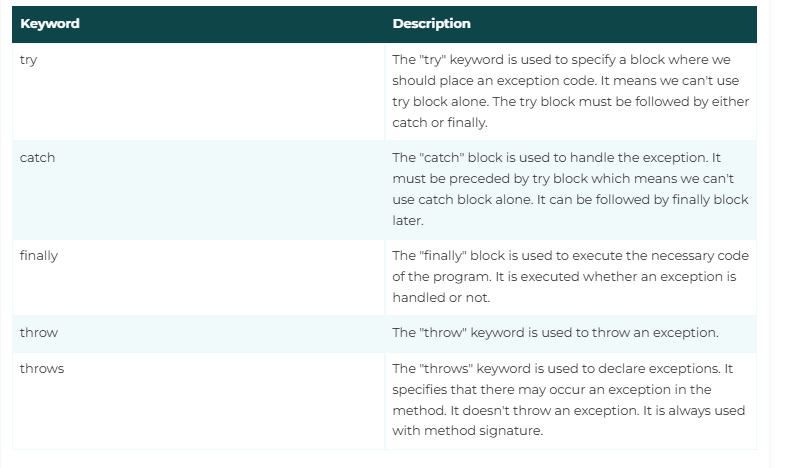 Keyword Description
try The "try" keyword is used to specify a block where we
should place an exception code. It means we can't use
try block alone. The try block must be followed by either
catch or finally.
catch The "catch" block is used to handle the exception. It
must be preceded by try block which means we can't
use catch block alone. It can be followed by finally block
later.
finally The "finally" block is used to execute the necessary code
of the program. It is executed whether an exception is
handled or not.
throw The "throw" keyword is used to throw an exception.
throws The "throws" keyword is used to declare exceptions. It
specifies that there may occur an exception in the
method. It doesn't throw an exception. It is always used
with method signature.